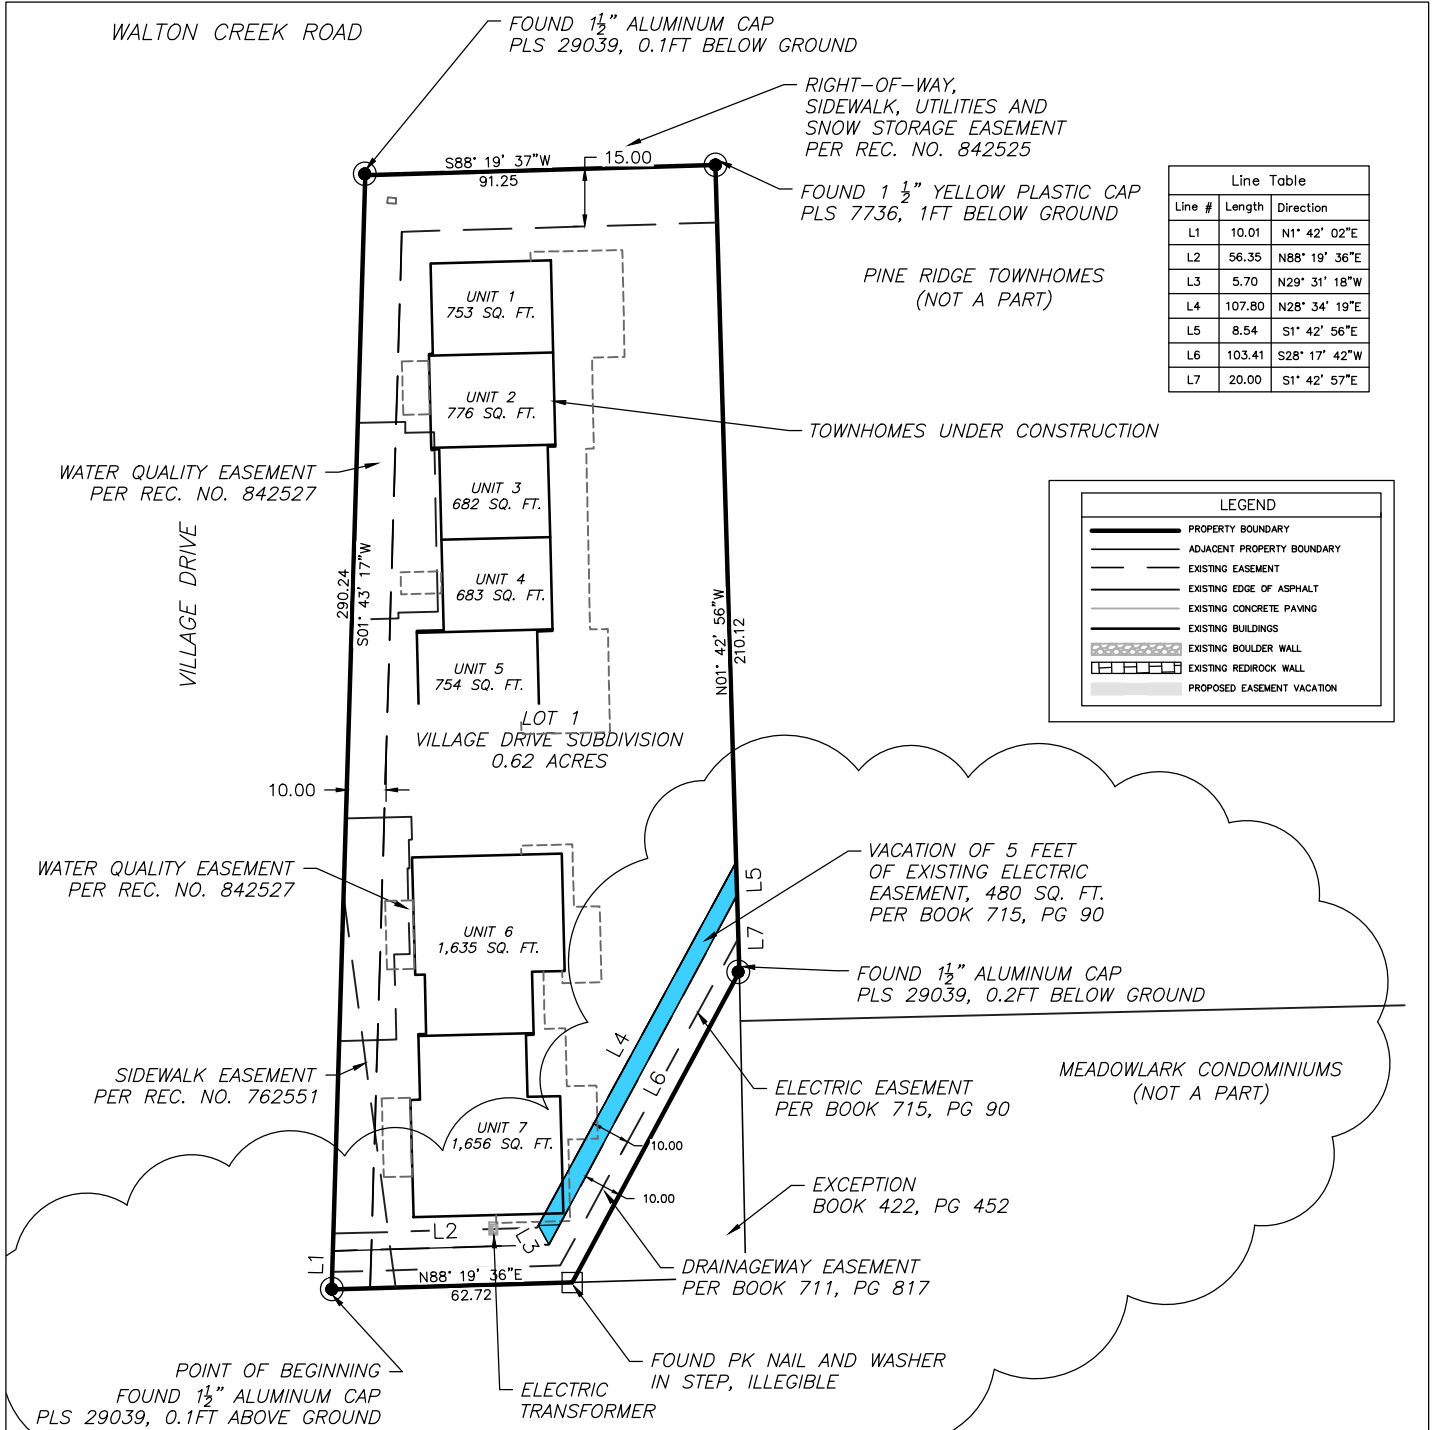 WALTON CREEK ROAD
FOUND 1½" ALUMINUM CAP
PLS 29039, 0.1FT BELOW GROUND
RIGHT-OF-WAY,
SIDEWALK, UTILITIES AND
SNOW STORAGE EASEMENT
PER REC. NO. 842525
S88° 19' 37"W
91.25
15.00
FOUND 1 ½" YELLOW PLASTIC CAP
PLS 7736, 1FT BELOW GROUND
Line Table
Line # Length Direction
L1 10.01 N1° 42' 02"E
L2 56.35 N88° 19' 36"E
L3 5.70 N29° 31' 18"W
L4 107.80 N28° 34' 19"E
L5 8.54 S1° 42' 56"E
L6 103.41 S28° 17' 42"W
L7 20.00 S1° 42' 57"E
PINE RIDGE TOWNHOMES
(NOT A PART)
UNIT 1
753 SQ. FT.
UNIT 2
776 SQ. FT.
TOWNHOMES UNDER CONSTRUCTION
WATER QUALITY EASEMENT
PER REC. NO. 842527
UNIT 3
682 SQ. FT.
VILLAGE DRIVE
290.24
S01° 43' 17"W
UNIT 4
683 SQ. FT.
N01° 42' 56"W
210.12
UNIT 5
754 SQ. FT.
LEGEND
PROPERTY BOUNDARY
ADJACENT PROPERTY BOUNDARY
EXISTING EASEMENT
EXISTING EDGE OF ASPHALT
EXISTING CONCRETE PAVING
EXISTING BUILDINGS
EXISTING BOULDER WALL
EXISTING REDIROCK WALL
PROPOSED EASEMENT VACATION
LOT 1
VILLAGE DRIVE SUBDIVISION
0.62 ACRES
10.00
WATER QUALITY EASEMENT
PER REC. NO. 842527
VACATION OF 5 FEET
OF EXISTING ELECTRIC
EASEMENT, 480 SQ. FT.
PER BOOK 715, PG 90
L5
L7
UNIT 6
1,635 SQ. FT.
FOUND 1½" ALUMINUM CAP
PLS 29039, 0.2FT BELOW GROUND
L4
L6
SIDEWALK EASEMENT
PER REC. NO. 762551
MEADOWLARK CONDOMINIUMS
(NOT A PART)
ELECTRIC EASEMENT
PER BOOK 715, PG 90
UNIT 7
1,656 SQ. FT.
10.00
10.00
EXCEPTION
BOOK 422, PG 452
L2
L3
L1
N88° 19' 36"E
62.72
DRAINAGEWAY EASEMENT
PER BOOK 711, PG 817
POINT OF BEGINNING
FOUND 1½" ALUMINUM CAP
PLS 29039, 0.1FT ABOVE GROUND
FOUND PK NAIL AND WASHER
IN STEP, ILLEGIBLE
ELECTRIC
TRANSFORMER